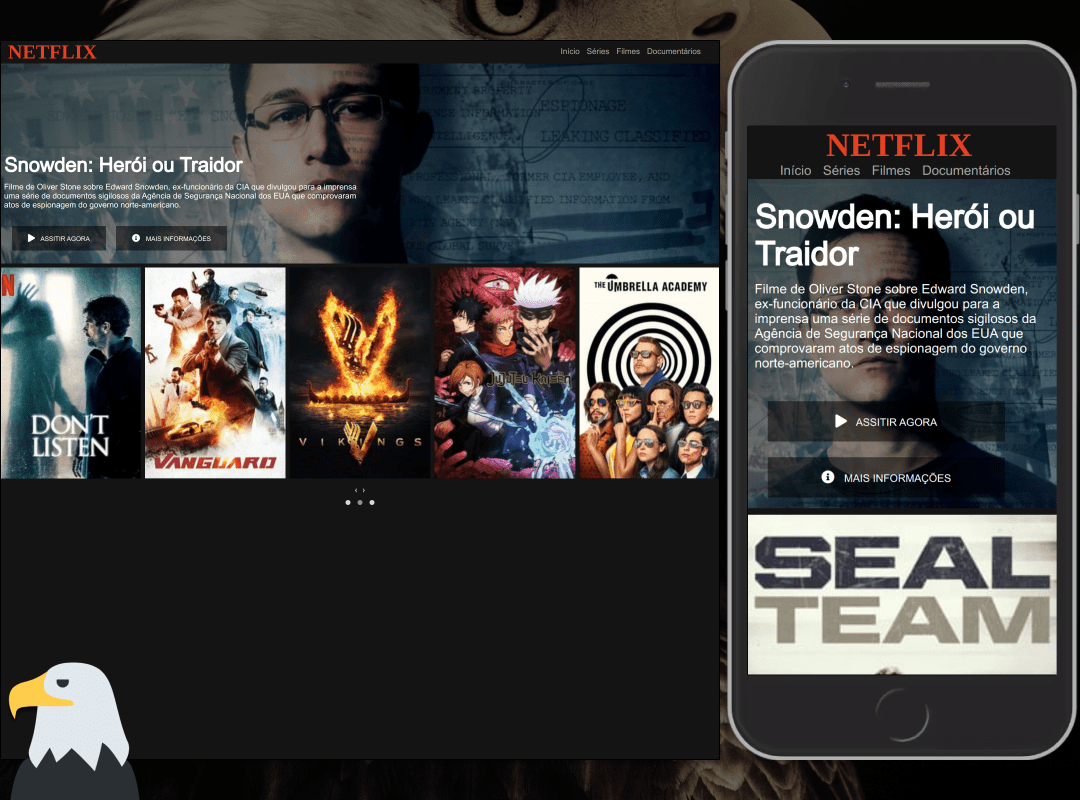 NETFLIX
Início Séries Filmes Documentários
ESPIONAGE
LEAKING CLASSIFIED
Snowden: Herói ou Traidor
Filme de Oliver Stone sobre Edward Snowden, ex-funcionário da CIA que divulgou para a imprensa
uma série de documentos sigilosos da Agência de Segurança Nacional dos EUA que comprovaram
atos de espionagem do governo norte-americano.
ASSITIR AGORA
MAIS INFORMAÇÕES
N
DON'T
LISTEN
VANGUARD
VIKINGS
Jujutsu Kaisen
THE UMBRELLA ACADEMY
NETFLIX
Início Séries Filmes Documentários
Snowden: Herói ou
Traidor
Filme de Oliver Stone sobre Edward Snowden,
ex-funcionário da CIA que divulgou para a
imprensa uma série de documentos sigilosos da
Agência de Segurança Nacional dos EUA que
comprovaram atos de espionagem do governo
norte-americano.
ASSITIR AGORA
MAIS INFORMAÇÕES
SEAL
TEAM